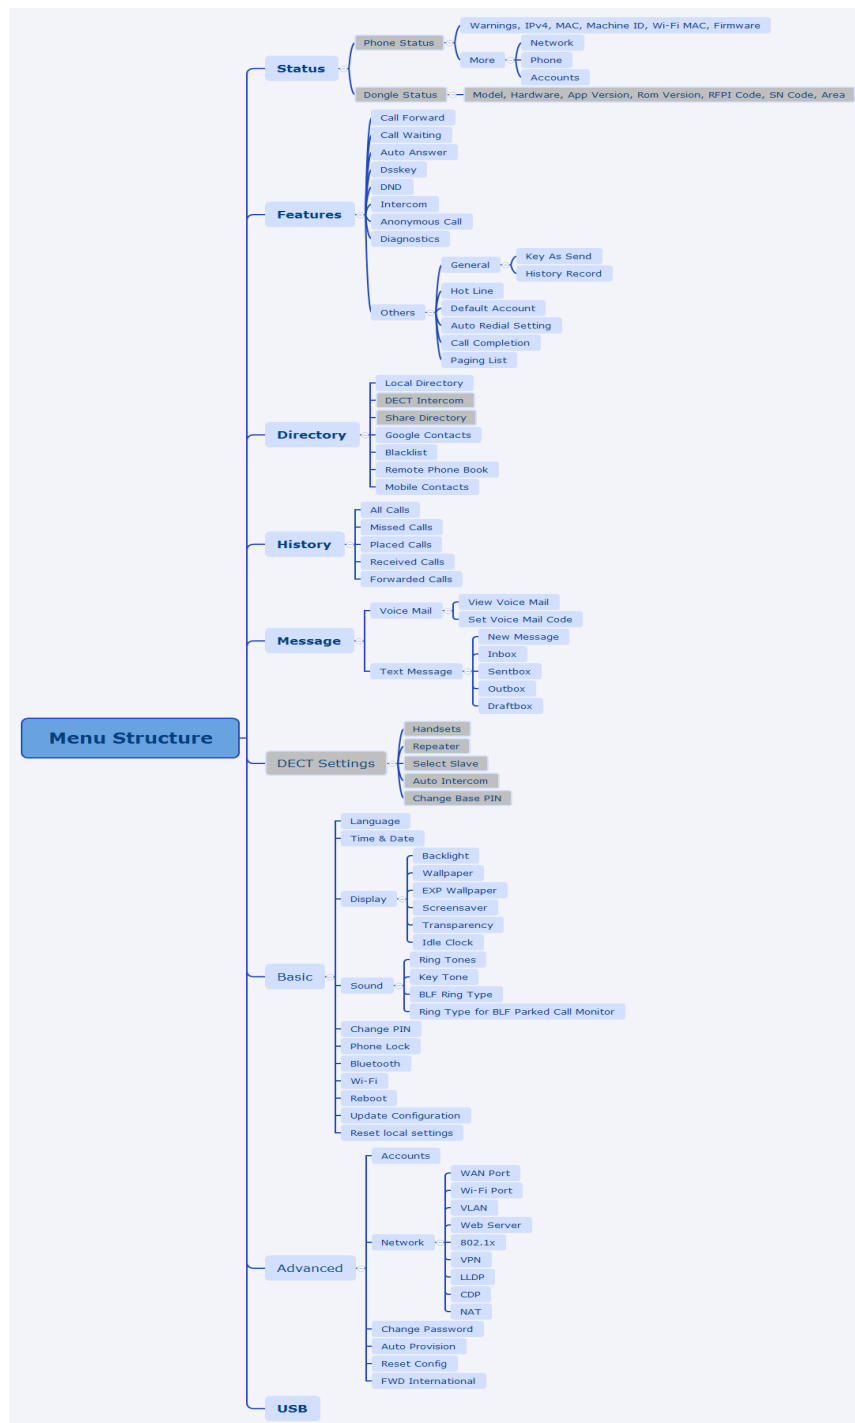 Menu Structure
Status
Phone Status
Warnings, IPv4, MAC, Machine ID, Wi-Fi MAC, Firmware
More
Network
Phone
Accounts
Dongle Status
Model, Hardware, App Version, Rom Version, RFPI Code, SN Code, Area
Features
Call Forward
Call Waiting
Auto Answer
Dsskey
DND
Intercom
Anonymous Call
Diagnostics
Others
General
Key As Send
History Record
Hot Line
Default Account
Auto Redial Setting
Call Completion
Paging List
Directory
Local Directory
DECT Intercom
Share Directory
Google Contacts
Blacklist
Remote Phone Book
Mobile Contacts
History
All Calls
Missed Calls
Placed Calls
Received Calls
Forwarded Calls
Message
Voice Mail
View Voice Mail
Set Voice Mail Code
Text Message
New Message
Inbox
Sentbox
Outbox
Draftbox
DECT Settings
Handsets
Repeater
Select Slave
Auto Intercom
Change Base PIN
Basic
Language
Time & Date
Display
Backlight
Wallpaper
EXP Wallpaper
Screensaver
Transparency
Idle Clock
Sound
Ring Tones
Key Tone
BLF Ring Type
Ring Type for BLF Parked Call Monitor
Change PIN
Phone Lock
Bluetooth
Wi-Fi
Reboot
Update Configuration
Reset local settings
Advanced
Accounts
Network
WAN Port
Wi-Fi Port
VLAN
Web Server
802.1x
VPN
LLDP
CDP
NAT
Change Password
Auto Provision
Reset Config
FWD International
USB